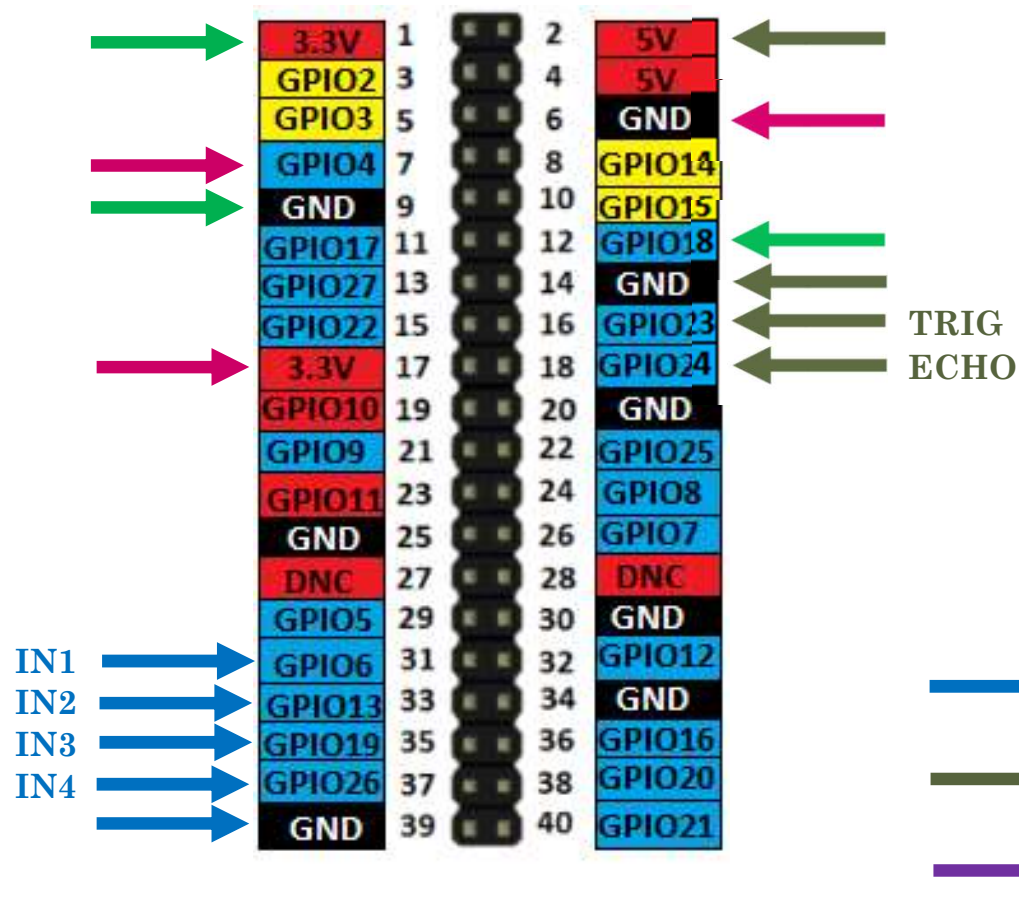 3.3V 1 2 5V
GPIO2 3 4 5V
GPIO3 5 6 GND
GPIO4 7 8 GPIO14
GND 9 10 GPIO15
GPIO17 11 12 GPIO18
GPIO27 13 14 GND
GPIO22 15 16 GPIO23 TRIG
3.3V 17 18 GPIO24 ECHO
GPIO10 19 20 GND
GPIO9 21 22 GPIO25
GPIO11 23 24 GPIO8
GND 25 26 GPIO7
DNC 27 28 DNC
GPIO5 29 30 GND
IN1 GPIO6 31 32 GPIO12
IN2 GPIO13 33 34 GND
IN3 GPIO19 35 36 GPIO16
IN4 GPIO26 37 38 GPIO20
GND 39 40 GPIO21